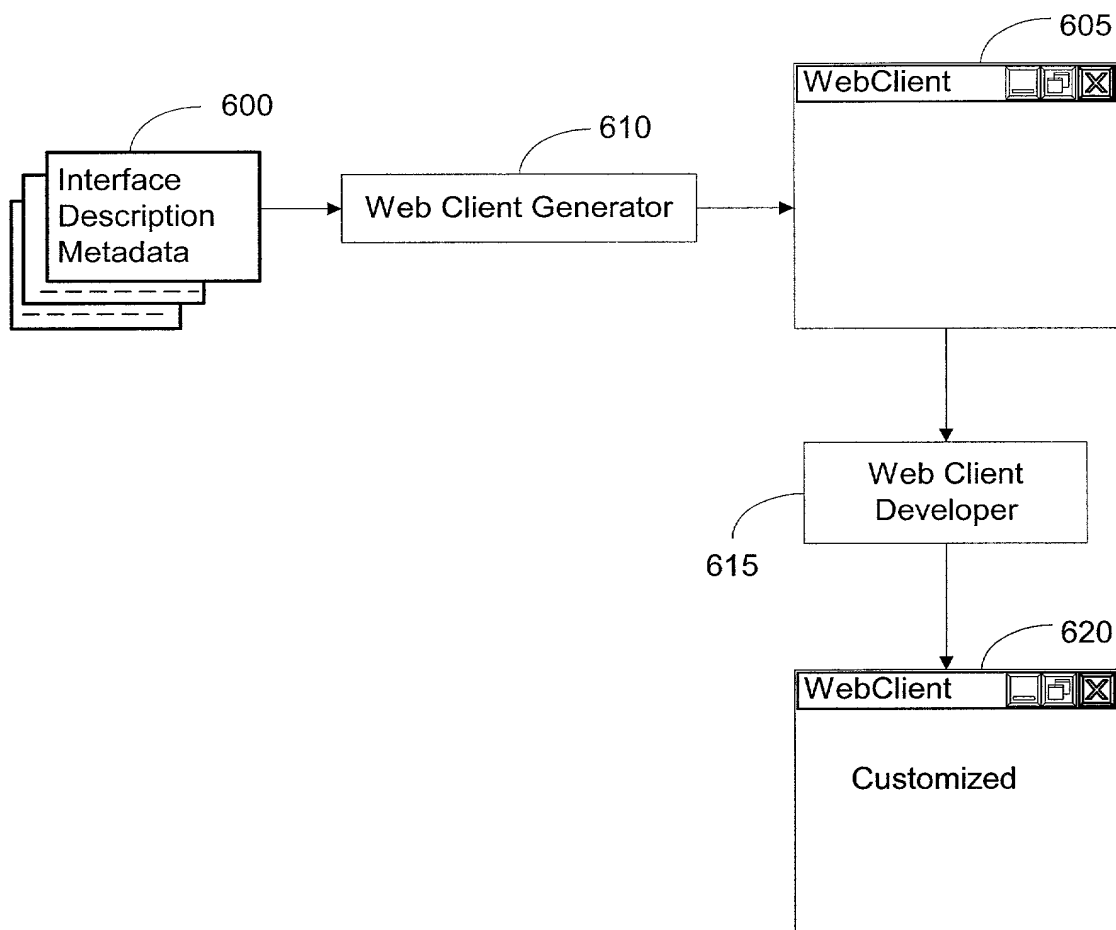 605
WebClient
600
610
Interface
Description
Metadata
Web Client Generator
Web Client
Developer
615
620
WebClient
Customized